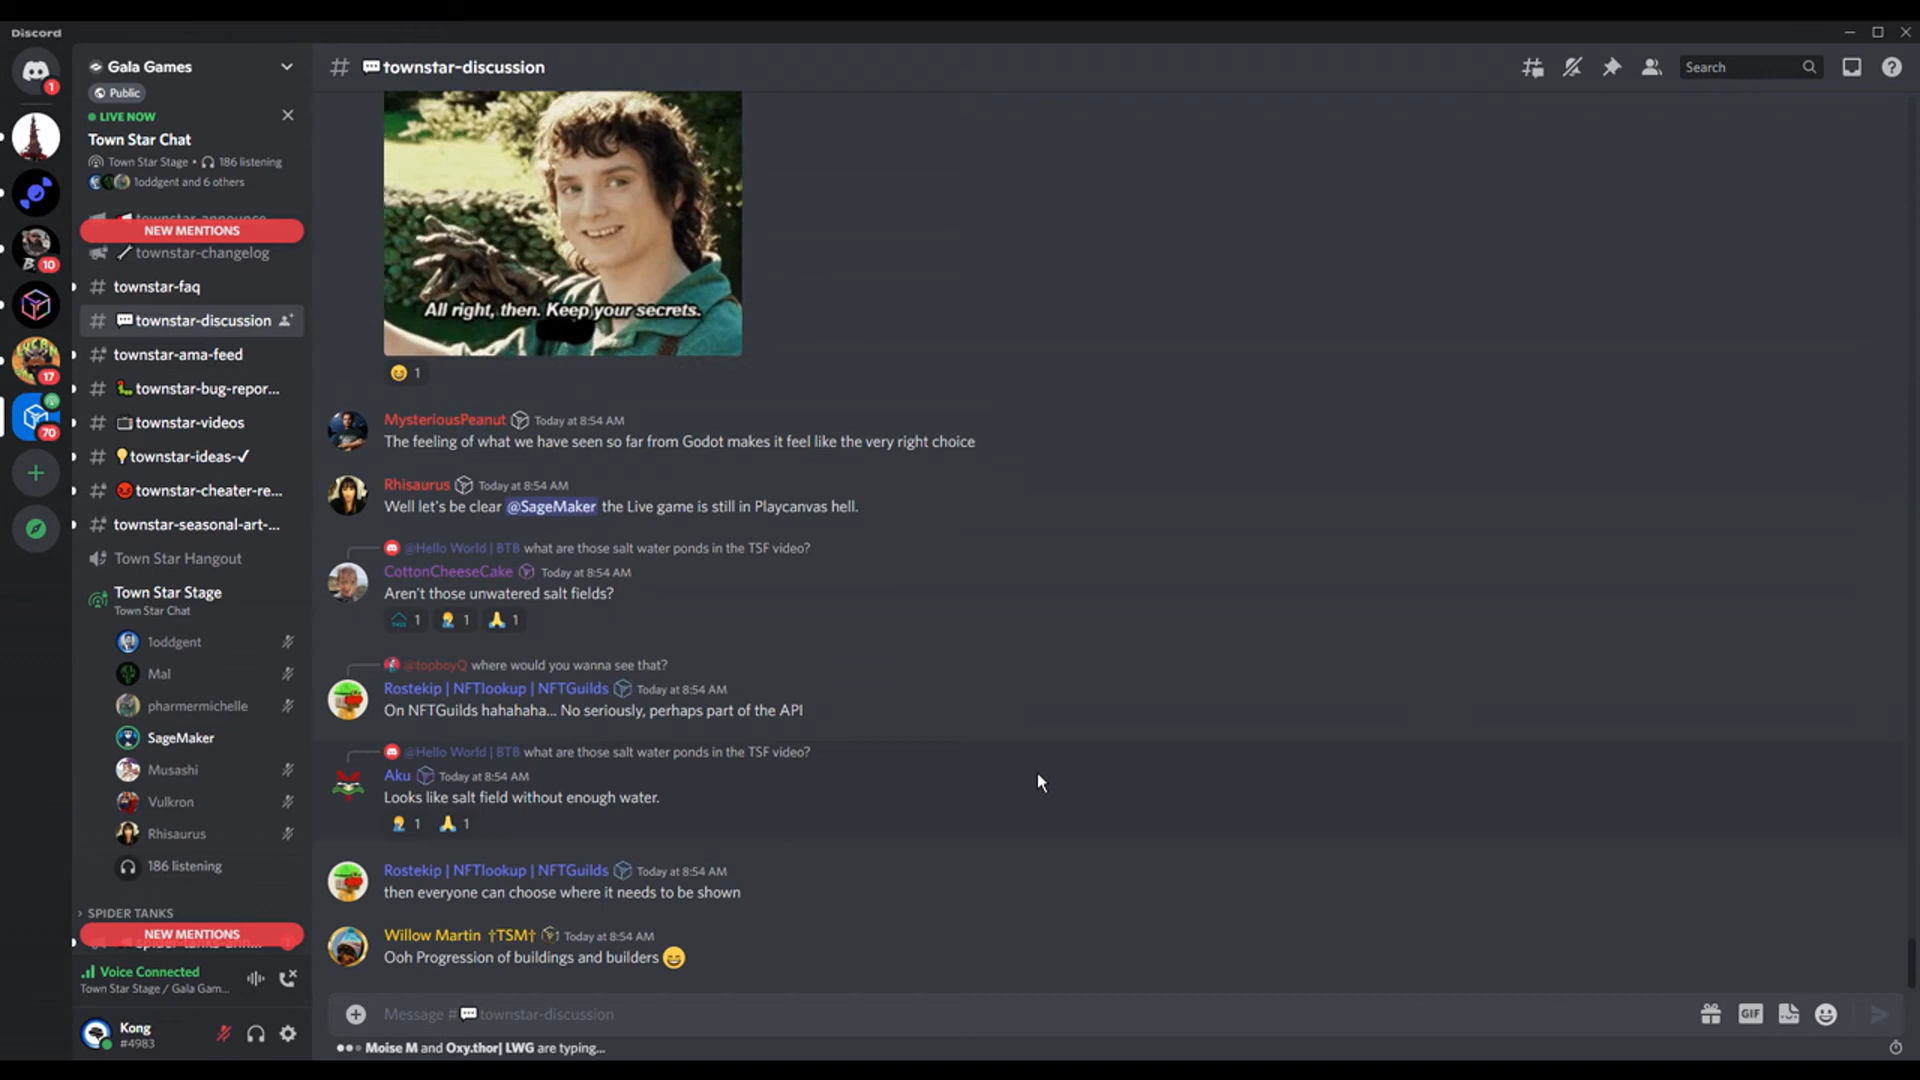 Discord
Gala Games
Public
LIVE NOW
Town Star Chat
Town Star Stage • 186 listening
1oddgent and 6 others
townstar-announce
NEW MENTIONS
townstar-changelog
townstar-faq
townstar-discussion
townstar-ama-feed
townstar-bug-repor...
townstar-videos
townstar-ideas-✓
townstar-cheater-re...
townstar-seasonal-art-...
Town Star Hangout
Town Star Stage
Town Star Chat
1oddgent
Mal
pharmermichelle
SageMaker
Musashi
Vulkron
Rhisaurus
186 listening
SPIDER TANKS
NEW MENTIONS
Voice Connected
Town Star Stage / Gala Gam...
Kong
#4983
1
10
17
70
# townstar-discussion
Search
All right, then. Keep your secrets.
1
MysteriousPeanut Today at 8:54 AM
The feeling of what we have seen so far from Godot makes it feel like the very right choice
Rhisaurus Today at 8:54 AM
Well let's be clear @SageMaker the Live game is still in Playcanvas hell.
@Hello World | BTB what are those salt water ponds in the TSF video?
CottonCheeseCake Today at 8:54 AM
Aren't those unwatered salt fields?
1 1 1
@topboyQ where would you wanna see that?
Rostekip | NFTlookup | NFTGuilds Today at 8:54 AM
On NFTGuilds hahahaha... No seriously, perhaps part of the API
@Hello World | BTB what are those salt water ponds in the TSF video?
Aku Today at 8:54 AM
Looks like salt field without enough water.
1 1
Rostekip | NFTlookup | NFTGuilds Today at 8:54 AM
then everyone can choose where it needs to be shown
Willow Martin †TSM† Today at 8:54 AM
Ooh Progression of buildings and builders 😄
Message # townstar-discussion
GIF
Moise M and Oxy.thor| LWG are typing...